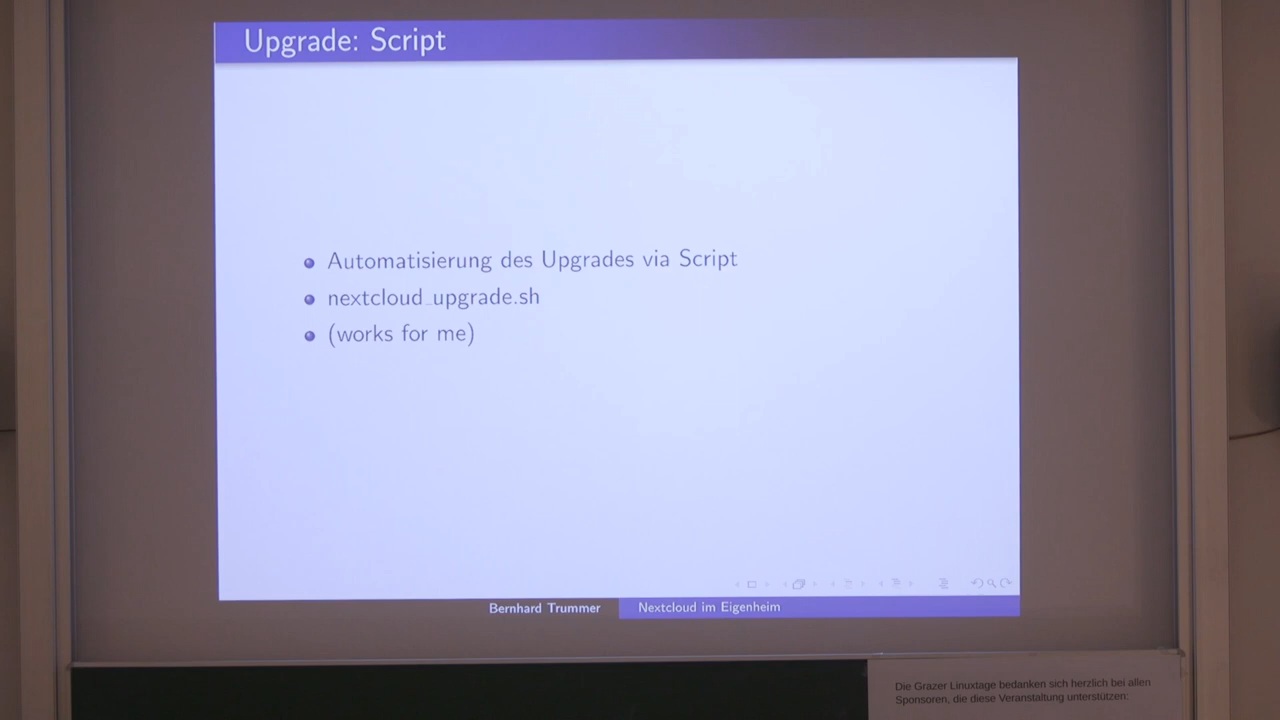 Upgrade: Script
Automatisierung des Upgrades via Script
nextcloud_upgrade.sh
(works for me)
Bernhard Trummer
Nextcloud im Eigenheim
Die Grazer Linuxtage bedanken sich herzlich bei allen
Sponsoren, die diese Veranstaltung unterstützen: